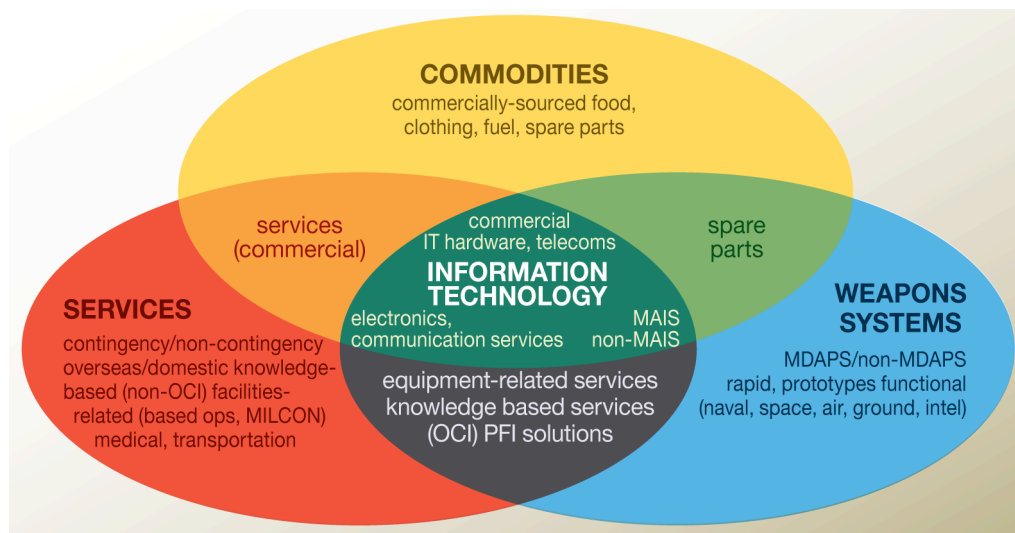 COMMODITIES
commercially-sourced food,
clothing, fuel, spare parts
services
(commercial)
commercial
IT hardware, telecoms
spare
parts
INFORMATION
TECHNOLOGY
electronics,
communication services
MAIS
non-MAIS
SERVICES
contingency/non-contingency
overseas/domestic knowledge-
based (non-OCI) facilities-
related (based ops, MILCON)
medical, transportation
WEAPONS
SYSTEMS
MDAPS/non-MDAPS
rapid, prototypes functional
(naval, space, air, ground, intel)
equipment-related services
knowledge based services
(OCI) PFI solutions